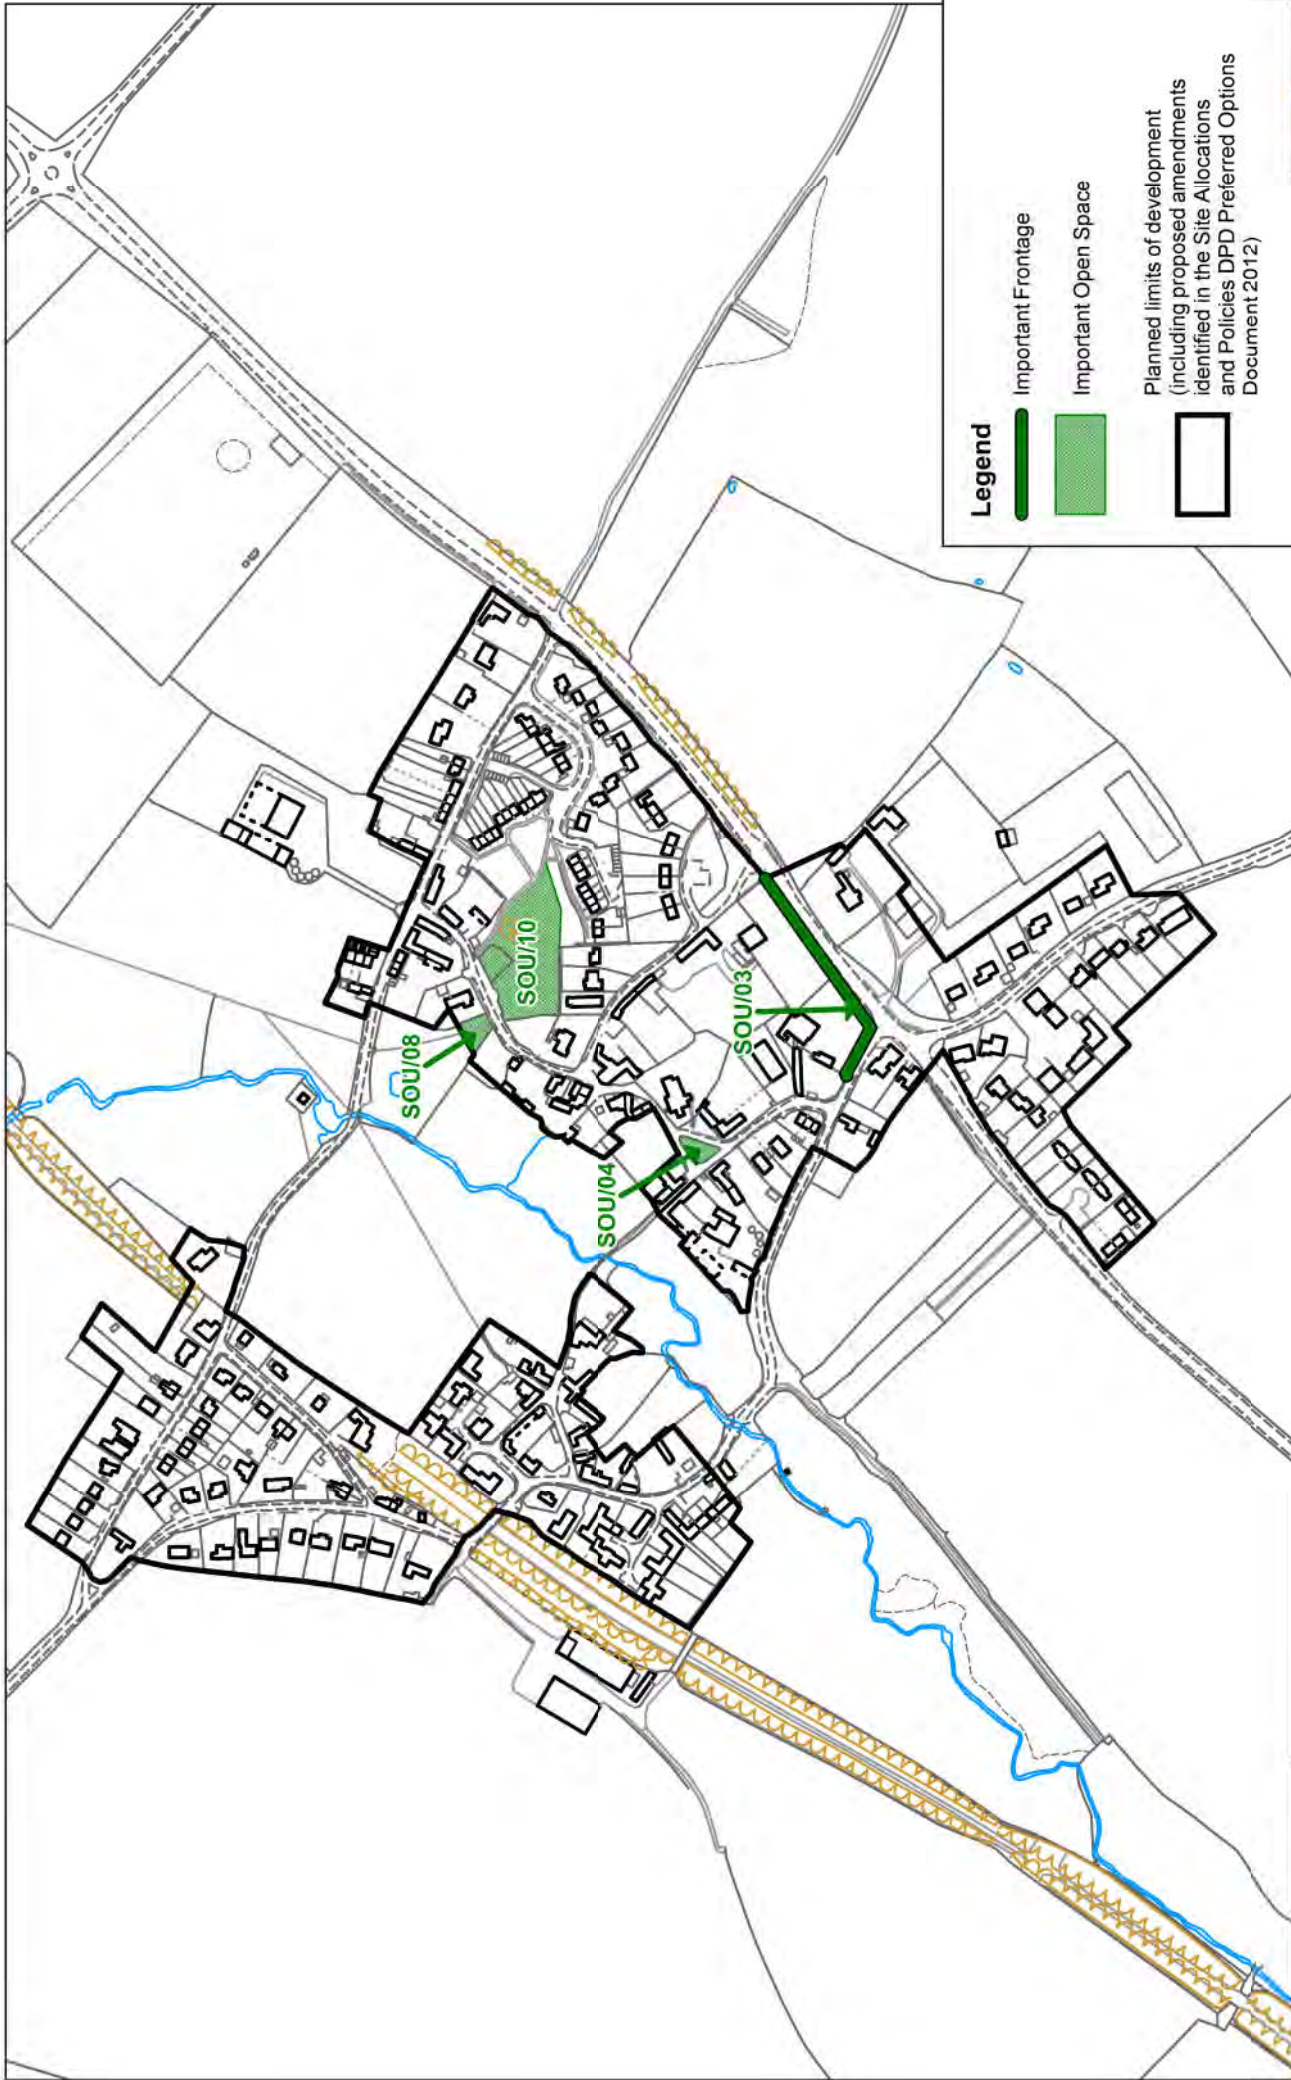 SOU/08
SOU/10
SOU/04
SOU/03
Legend
Important Frontage
Important Open Space
Planned limits of development
(including proposed amendments
identified in the Site Allocations
and Policies DPD Preferred Options
Document 2012)